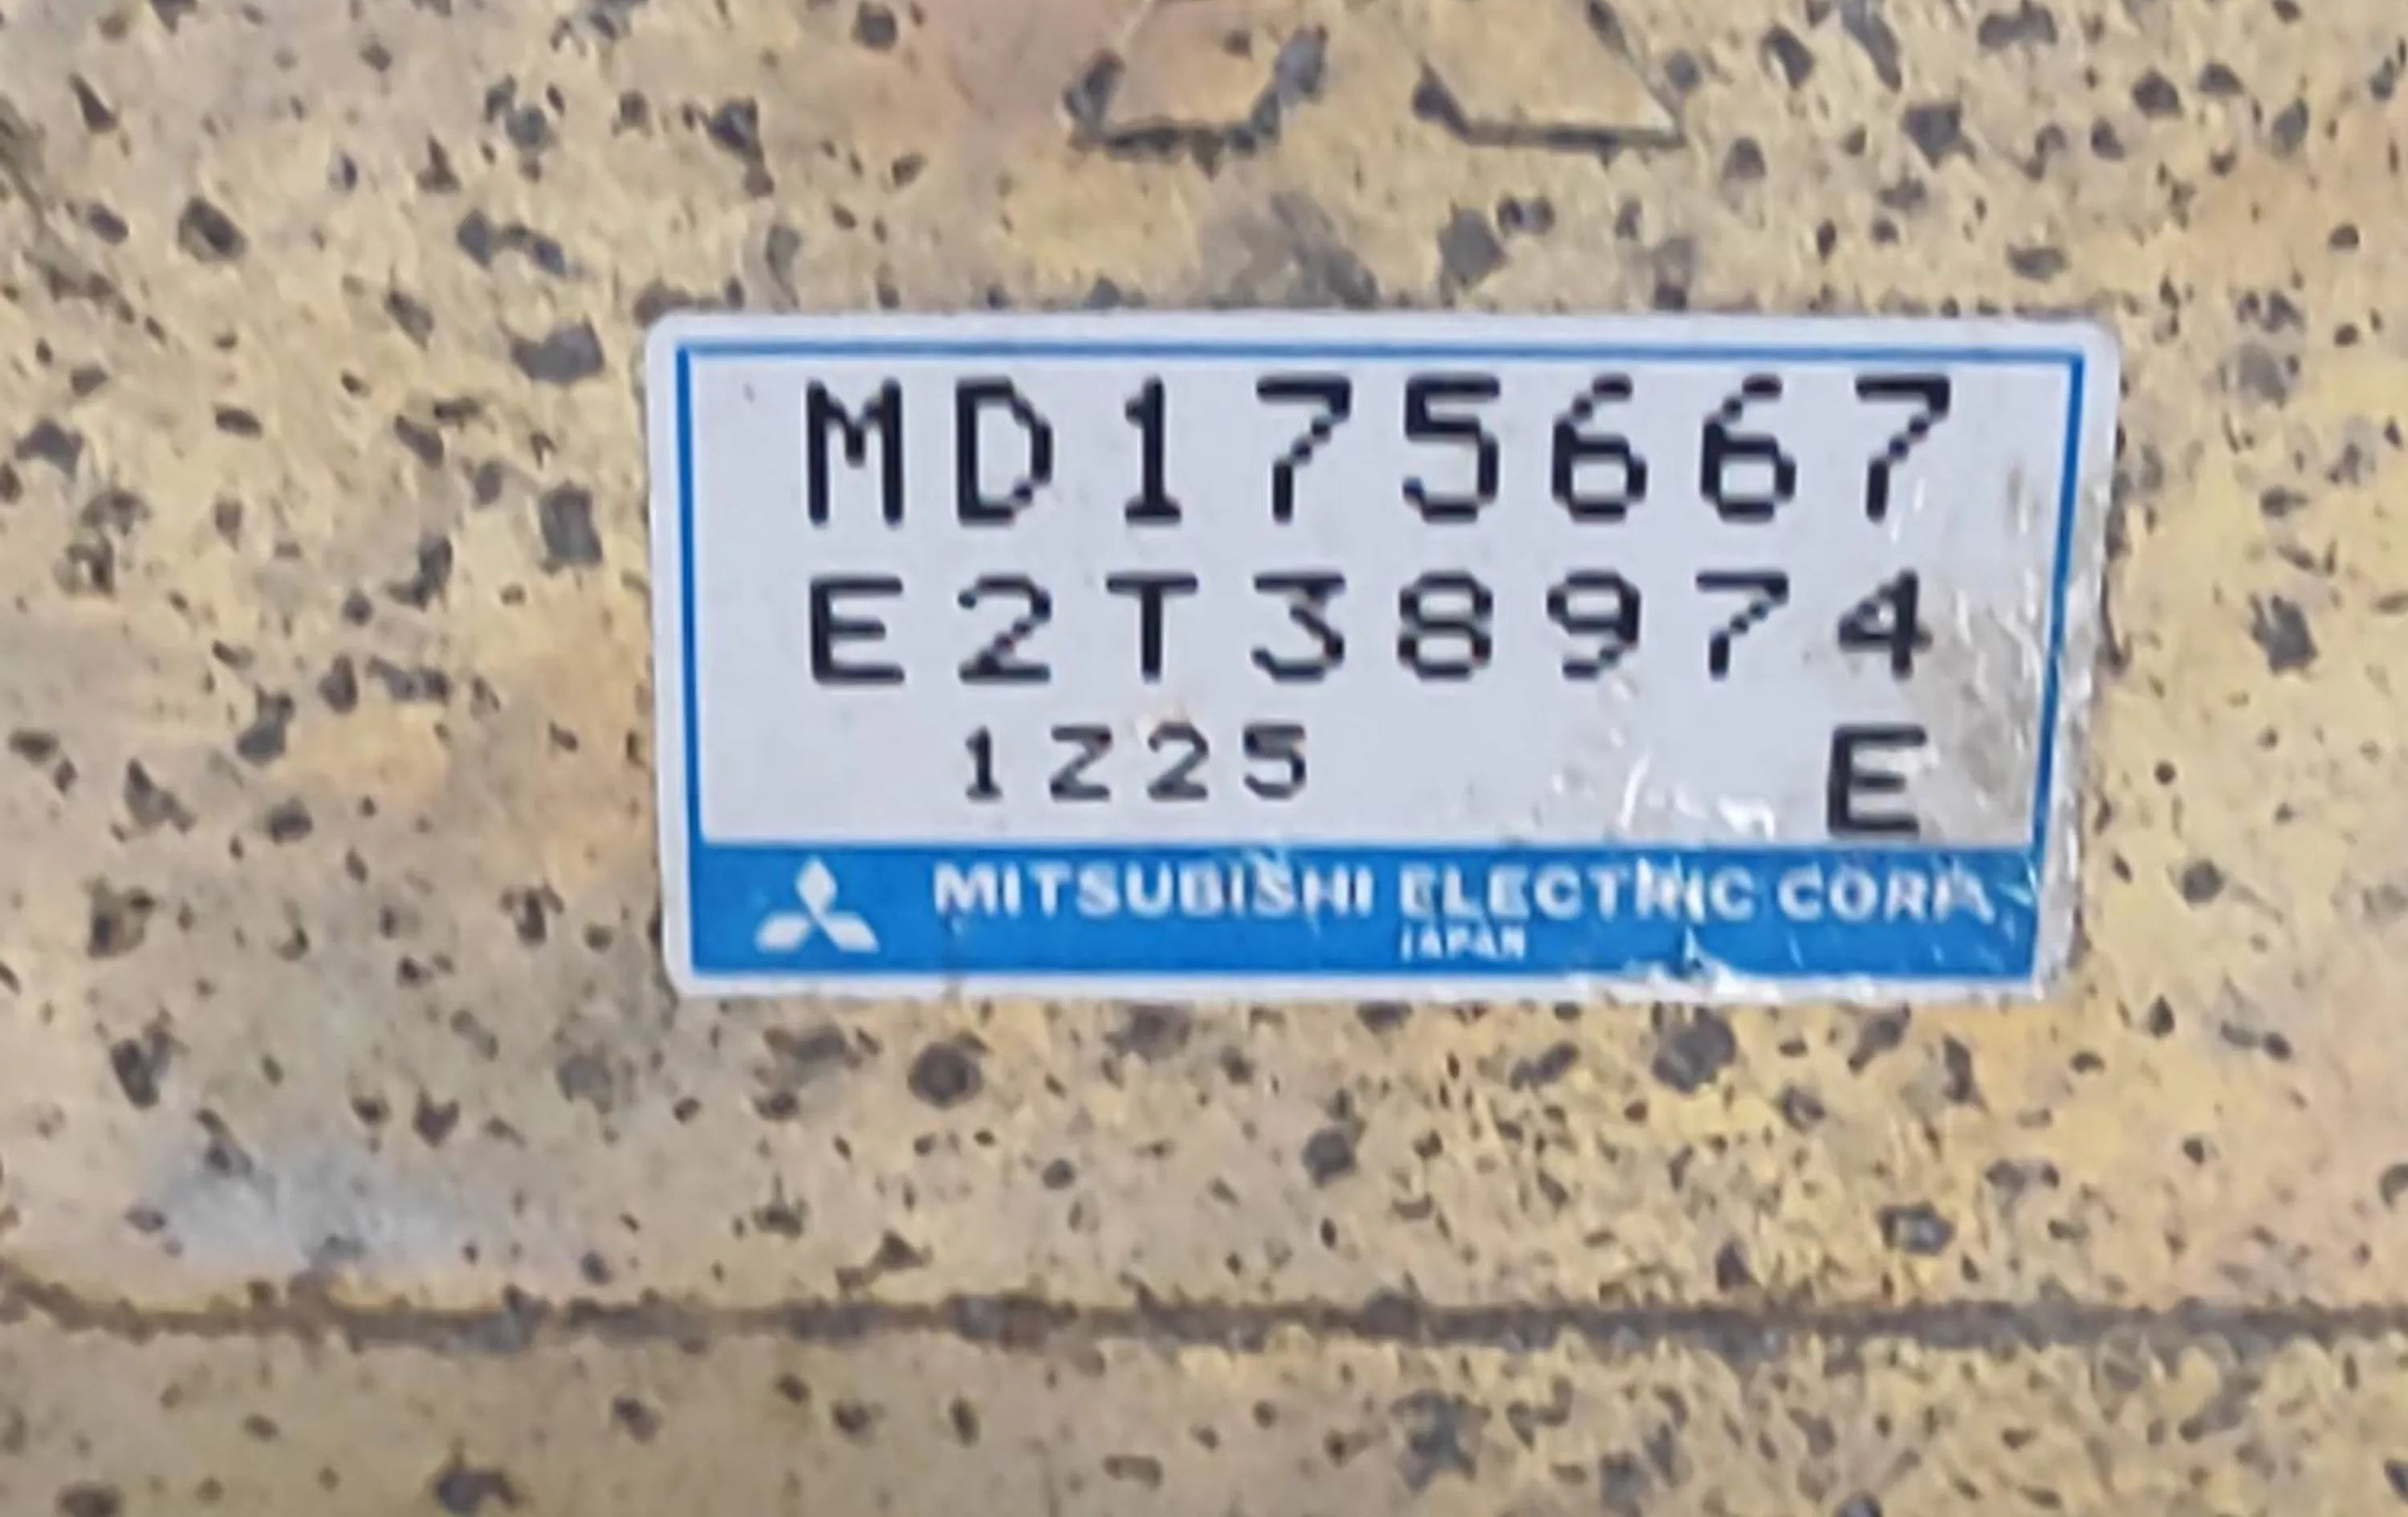 MD175667
E2T38974
1Z25 E
MITSUBISHI ELECTRIC CORP.
JAPAN